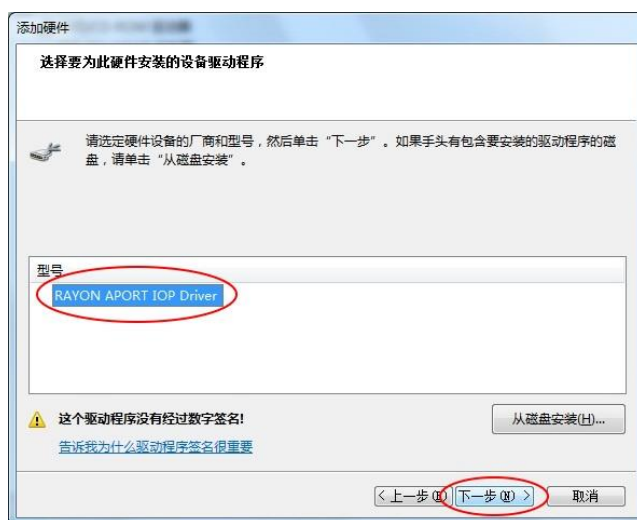 添加硬件
选择要为此硬件安装的设备驱动程序
请选定硬件设备的厂商和型号，然后单击“下一步”。如果手头有包含要安装的驱动程序的磁
盘，请单击“从磁盘安装”。
型号
RAYON APORT IOP Driver
这个驱动程序没有经过数字签名!
从磁盘安装(H)...
告诉我为什么驱动程序签名很重要
< 上一步(B) 下一步(N) > 取消